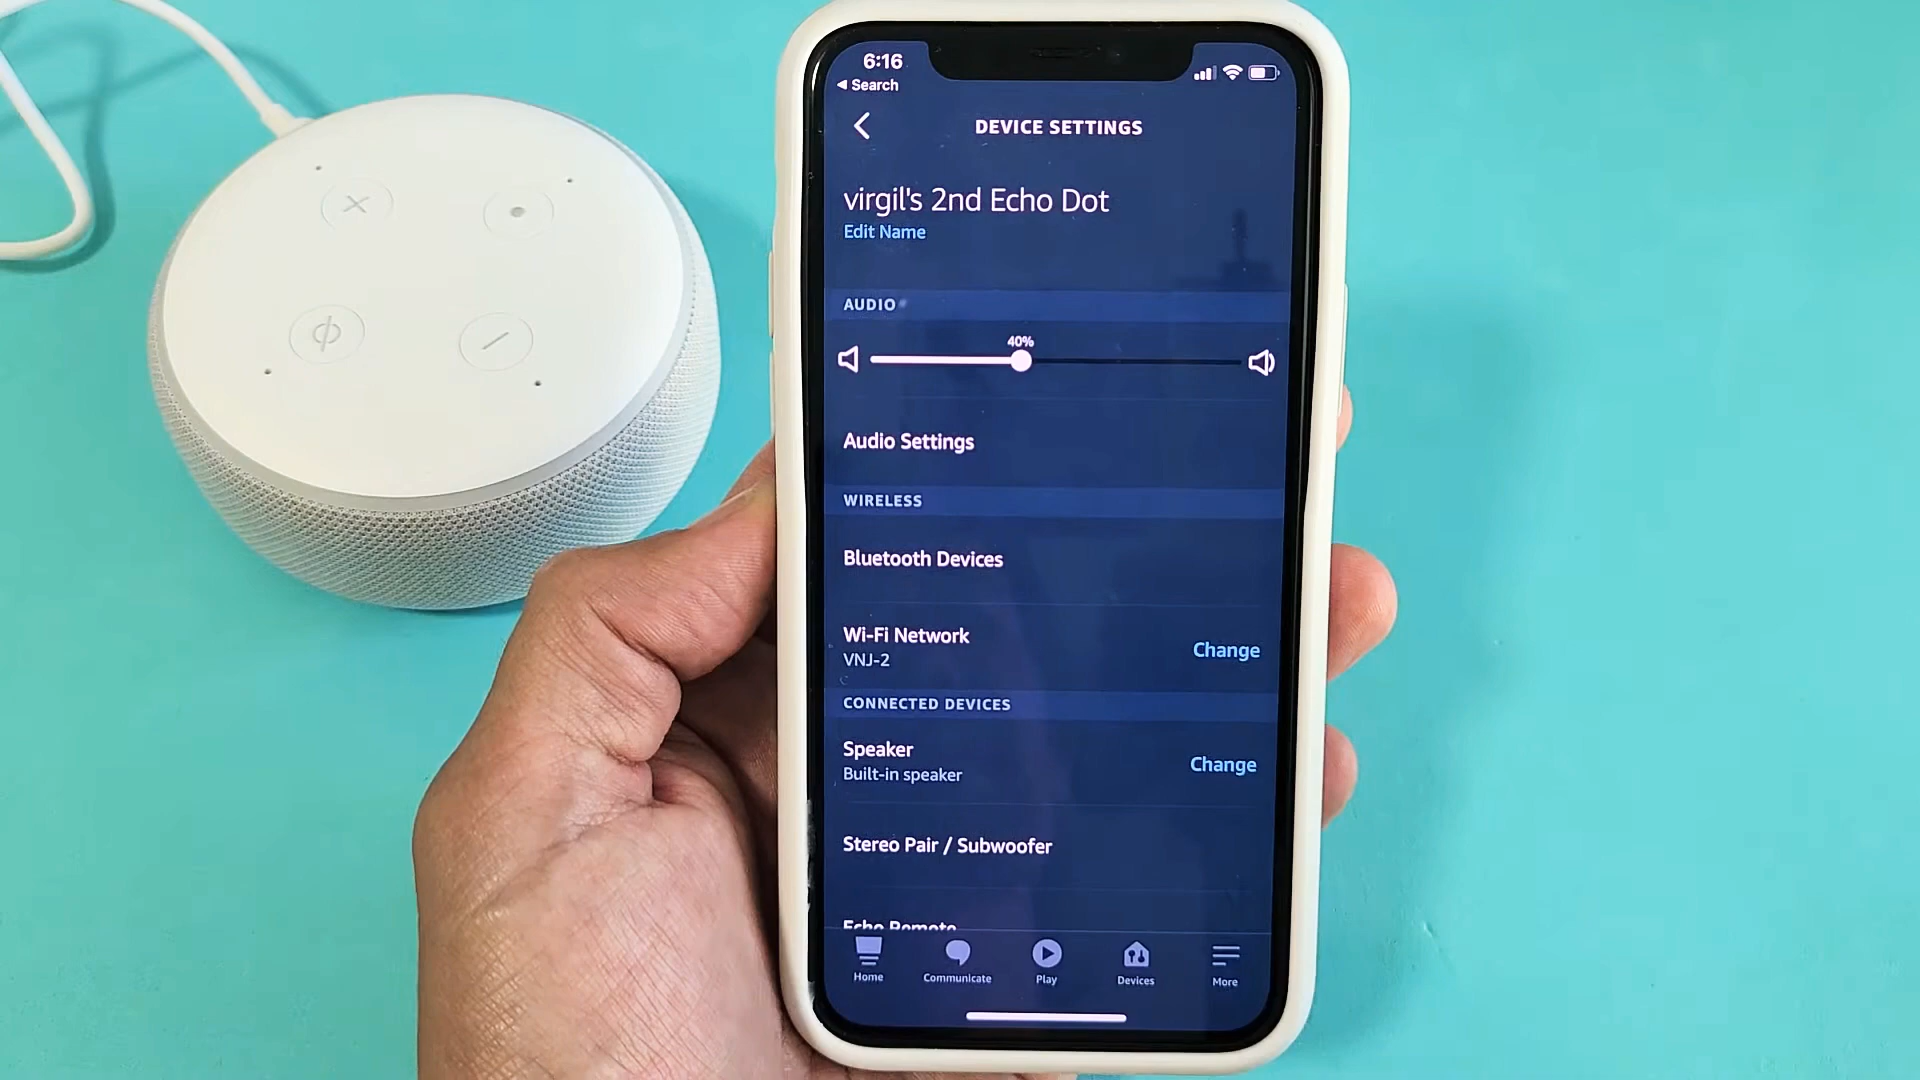 6:16
Search
DEVICE SETTINGS
virgil's 2nd Echo Dot
Edit Name
AUDIO
40%
Audio Settings
WIRELESS
Bluetooth Devices
Wi-Fi Network
VNJ-2
Change
CONNECTED DEVICES
Speaker
Built-in speaker
Change
Stereo Pair / Subwoofer
Echo Remote
Home
Communicate
Play
Devices
More